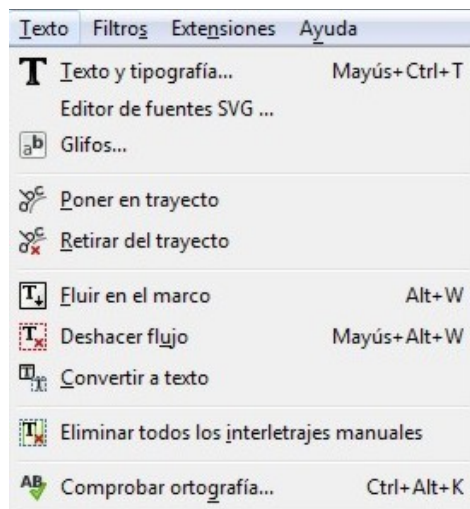 Texto Filtros Extensiones Ayuda
Texto y tipografía... Mayús+Ctrl+T
Editor de fuentes SVG ...
Glifos...
Poner en trayecto
Retirar del trayecto
Fluir en el marco Alt+W
Deshacer flujo Mayús+Alt+W
Convertir a texto
Eliminar todos los interletrajes manuales
Comprobar ortografía... Ctrl+Alt+K